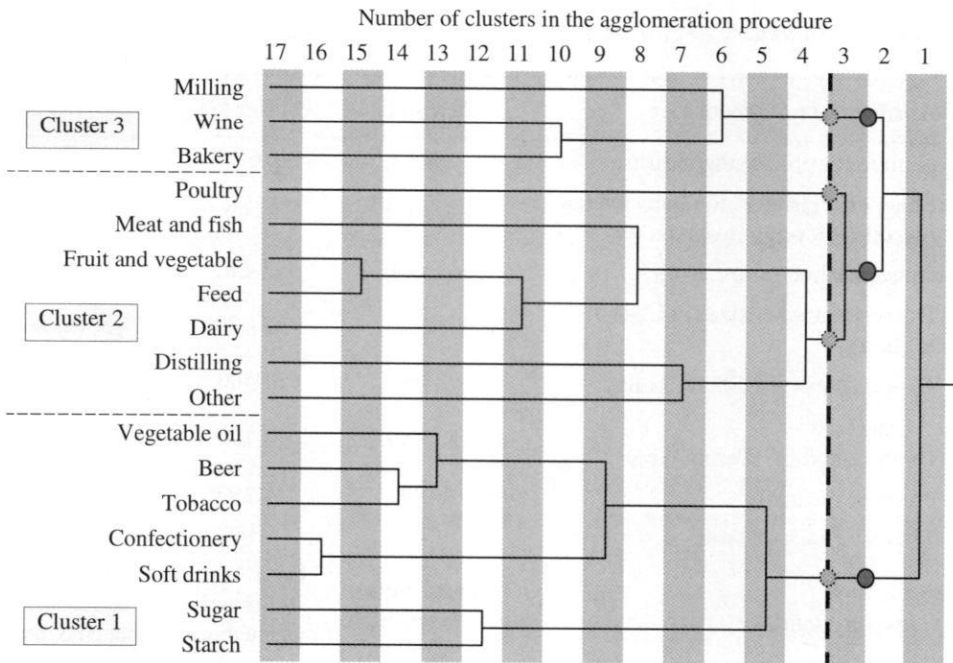 Number of clusters in the agglomeration procedure
17 16 15 14 13 12 11 10 9 8 7 6 5 4 3 2 1
Milling
Cluster 3
Wine
Bakery
Poultry
Meat and fish
Fruit and vegetable
Feed
Cluster 2
Dairy
Distilling
Other
Vegetable oil
Beer
Tobacco
Confectionery
Soft drinks
Sugar
Cluster 1
Starch